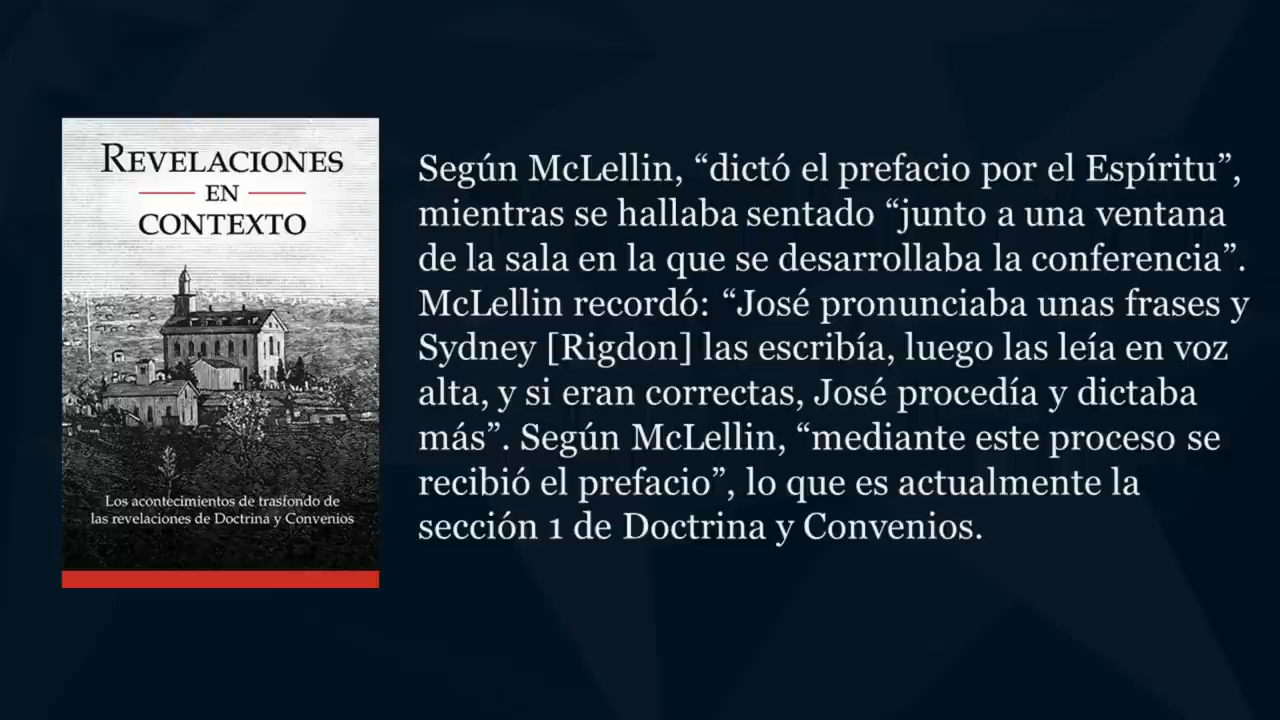 REVELACIONES
EN
CONTEXTO
Los acontecimientos de trasfondo de
las revelaciones de Doctrina y Convenios
Según McLellin, “dictó el prefacio por el Espíritu”,
mientras se hallaba sentado “junto a una ventana
de la sala en la que se desarrollaba la conferencia”.
McLellin recordó: “José pronunciaba unas frases y
Sydney [Rigdon] las escribía, luego las leía en voz
alta, y si eran correctas, José procedía y dictaba
más”. Según McLellin, “mediante este proceso se
recibió el prefacio”, lo que es actualmente la
sección 1 de Doctrina y Convenios.